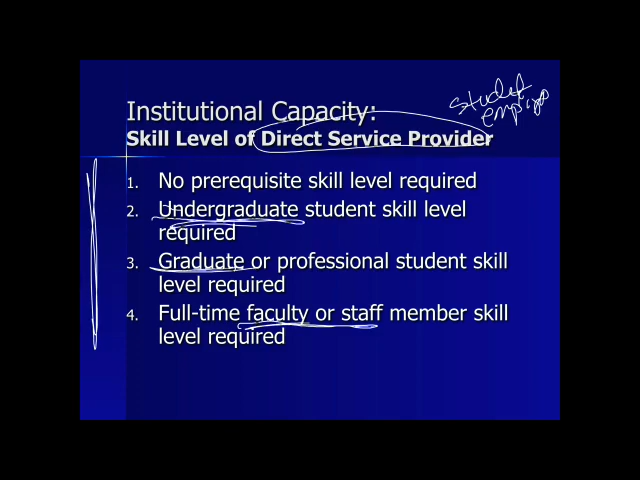 Institutional Capacity:
Skill Level of Direct Service Provider
student
1. No prerequisite skill level required
2. Undergraduate student skill level
required
3. Graduate or professional student skill
level required
4. Full-time faculty or staff member skill
level required